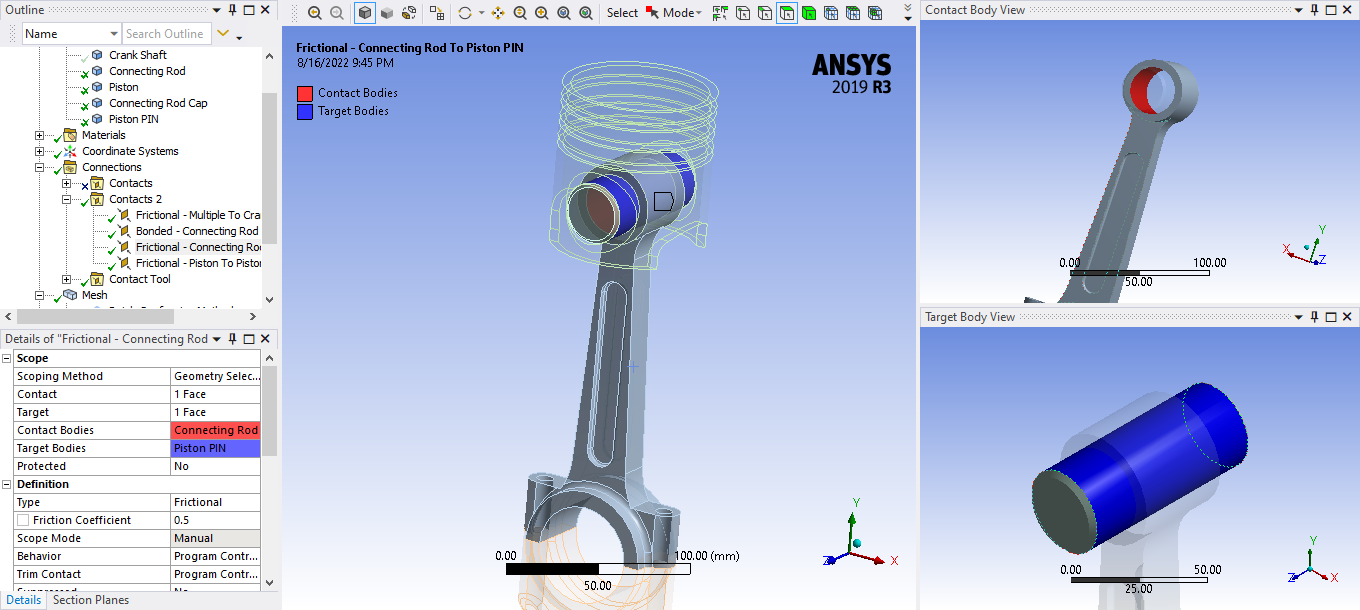 Outline
Name
Search Outline
Crank Shaft
Connecting Rod
Piston
Connecting Rod Cap
Piston PIN
Materials
Coordinate Systems
Connections
Contacts
Contacts 2
Frictional - Multiple To Cra
Bonded - Connecting Rod
Frictional - Connecting Ro
Frictional - Piston To Pisto
Contact Tool
Mesh
Details of "Frictional - Connecting Rod
Scope
Scoping Method Geometry Selec...
Contact 1 Face
Target 1 Face
Contact Bodies Connecting Rod
Target Bodies Piston PIN
Protected No
Definition
Type Frictional
Friction Coefficient 0.5
Scope Mode Manual
Behavior Program Contr...
Trim Contact Program Contr...
Details Section Planes
Select Mode
Frictional - Connecting Rod To Piston PIN
8/16/2022 9:45 PM
Contact Bodies
Target Bodies
ANSYS
2019 R3
0.00 100.00 (mm)
50.00
Y
Z X
Contact Body View
0.00 100.00
50.00
Y
X
Z
Target Body View
0.00 50.00
25.00
Y
Z X